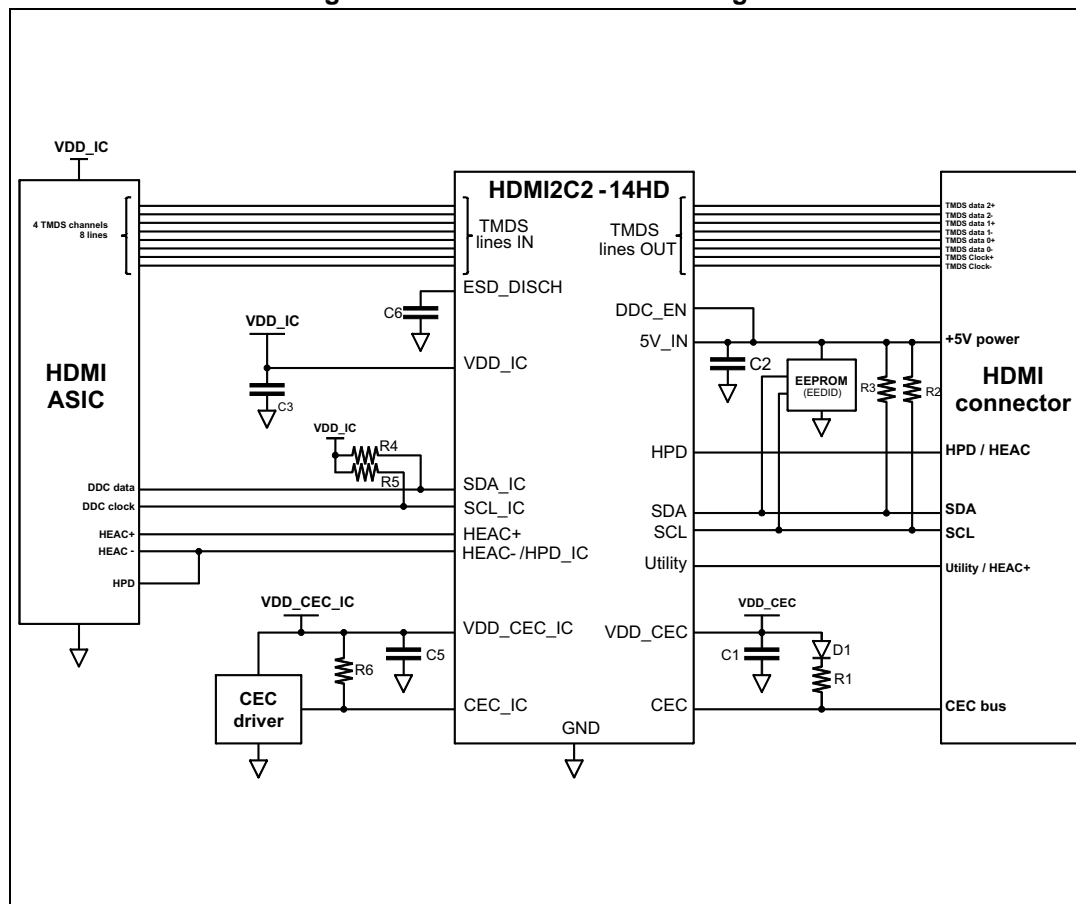 VDD_IC
HDMI2C2 -14HD
4 TMDS channels
8 lines
TMDS
lines IN
TMDS
lines OUT
TMDS data 2+
TMDS data 2-
TMDS data 1+
TMDS data 1-
TMDS data 0+
TMDS data 0-
TMDS Clock+
TMDS Clock-
ESD_DISCH
C6
DDC_EN
VDD_IC
5V_IN
+5V power
VDD_IC
C2
HDMI
ASIC
EEPROM
(EEDID)
R3
R2
HDMI
connector
C3
VDD_IC
R4
R5
HPD
HPD / HEAC
DDC data
SDA_IC
DDC clock
SCL_IC
SDA
SDA
SCL
SCL
HEAC+
HEAC+
HEAC -
HEAC- /HPD_IC
Utility
Utility / HEAC+
HPD
VDD_CEC_IC
VDD_CEC
VDD_CEC_IC
VDD_CEC
R6
C5
C1
D1
R1
CEC
driver
CEC_IC
CEC
CEC bus
GND